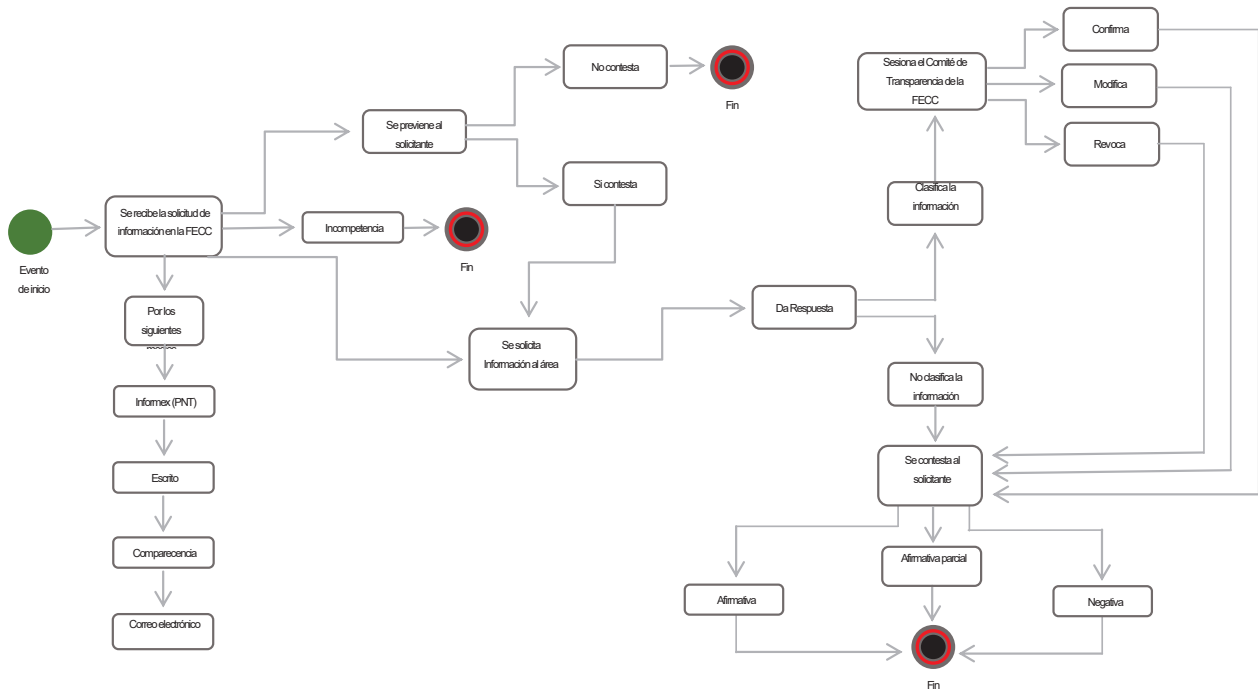 Evento
de inicio
Se recibe la solicitud de
información en la FECC
Por los
siguientes
Informex (PNT)
Escrito
Comparecencia
Correo electrónico
Incompetencia
Fin
Se previene al
solicitante
No contesta
Fin
Si contesta
Se solicita
Información al área
Da Respuesta
Clasifica la
información
Sesiona el Comité de
Transparencia de la
FECC
Confirma
Modifica
Revoca
No clasifica la
información
Se contesta al
solicitante
Afirmativa
Afirmativa parcial
Negativa
Fin